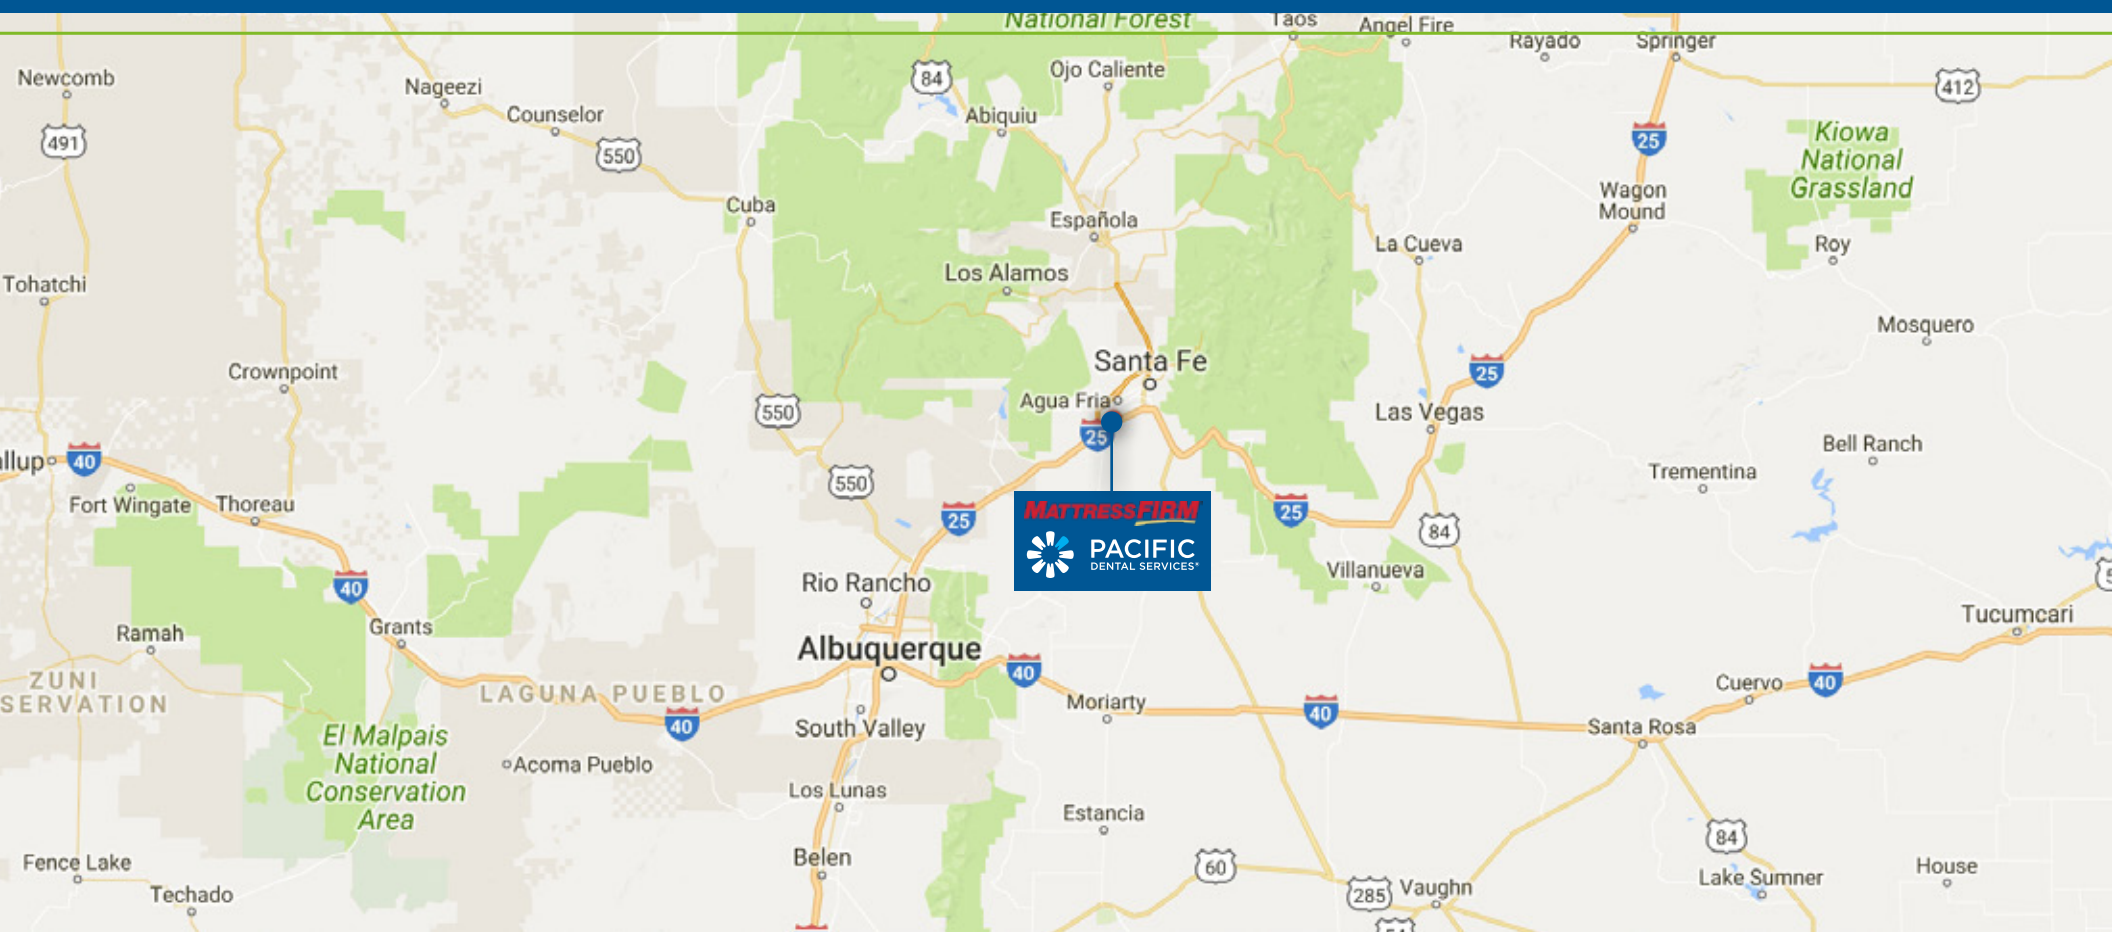 National Forest
Taos
Angel Fire
Rayado
Springer
Newcomb
Nageezi
84
Ojo Caliente
412
Counselor
Abiquiu
491
550
25
Kiowa
National
Grassland
Wagon
Mound
Cuba
Española
La Cueva
Roy
Los Alamos
Tohatchi
Mosquero
Santa Fe
Crownpoint
25
Agua Fria
550
Las Vegas
25
Bell Ranch
llup
40
Trementina
550
Fort Wingate
Thoreau
25
MATTRESSFIRM
25
84
PACIFIC
DENTAL SERVICES®
Villanueva
40
Rio Rancho
Tucumcari
Grants
Ramah
Albuquerque
40
ZUNI
SERVATION
LAGUNA PUEBLO
Moriarty
Cuervo
40
40
40
South Valley
Santa Rosa
El Malpais
National
Conservation
Area
Acoma Pueblo
Los Lunas
Estancia
84
Fence Lake
Belen
60
House
Lake Sumner
Techado
285
Vaughn